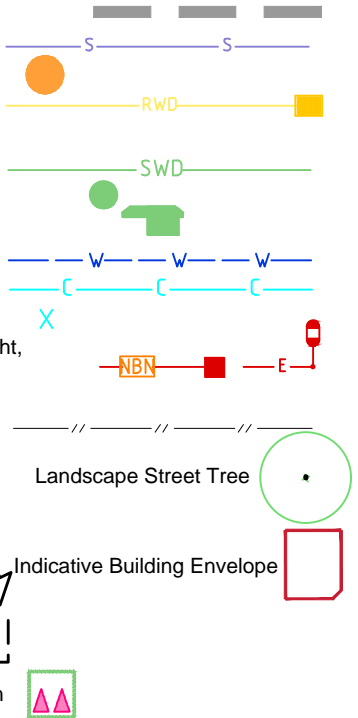 S S
RWD
SWD
W W W
C C C
X
ht,
NBN E
// // //
Landscape Street Tree
Indicative Building Envelope
n